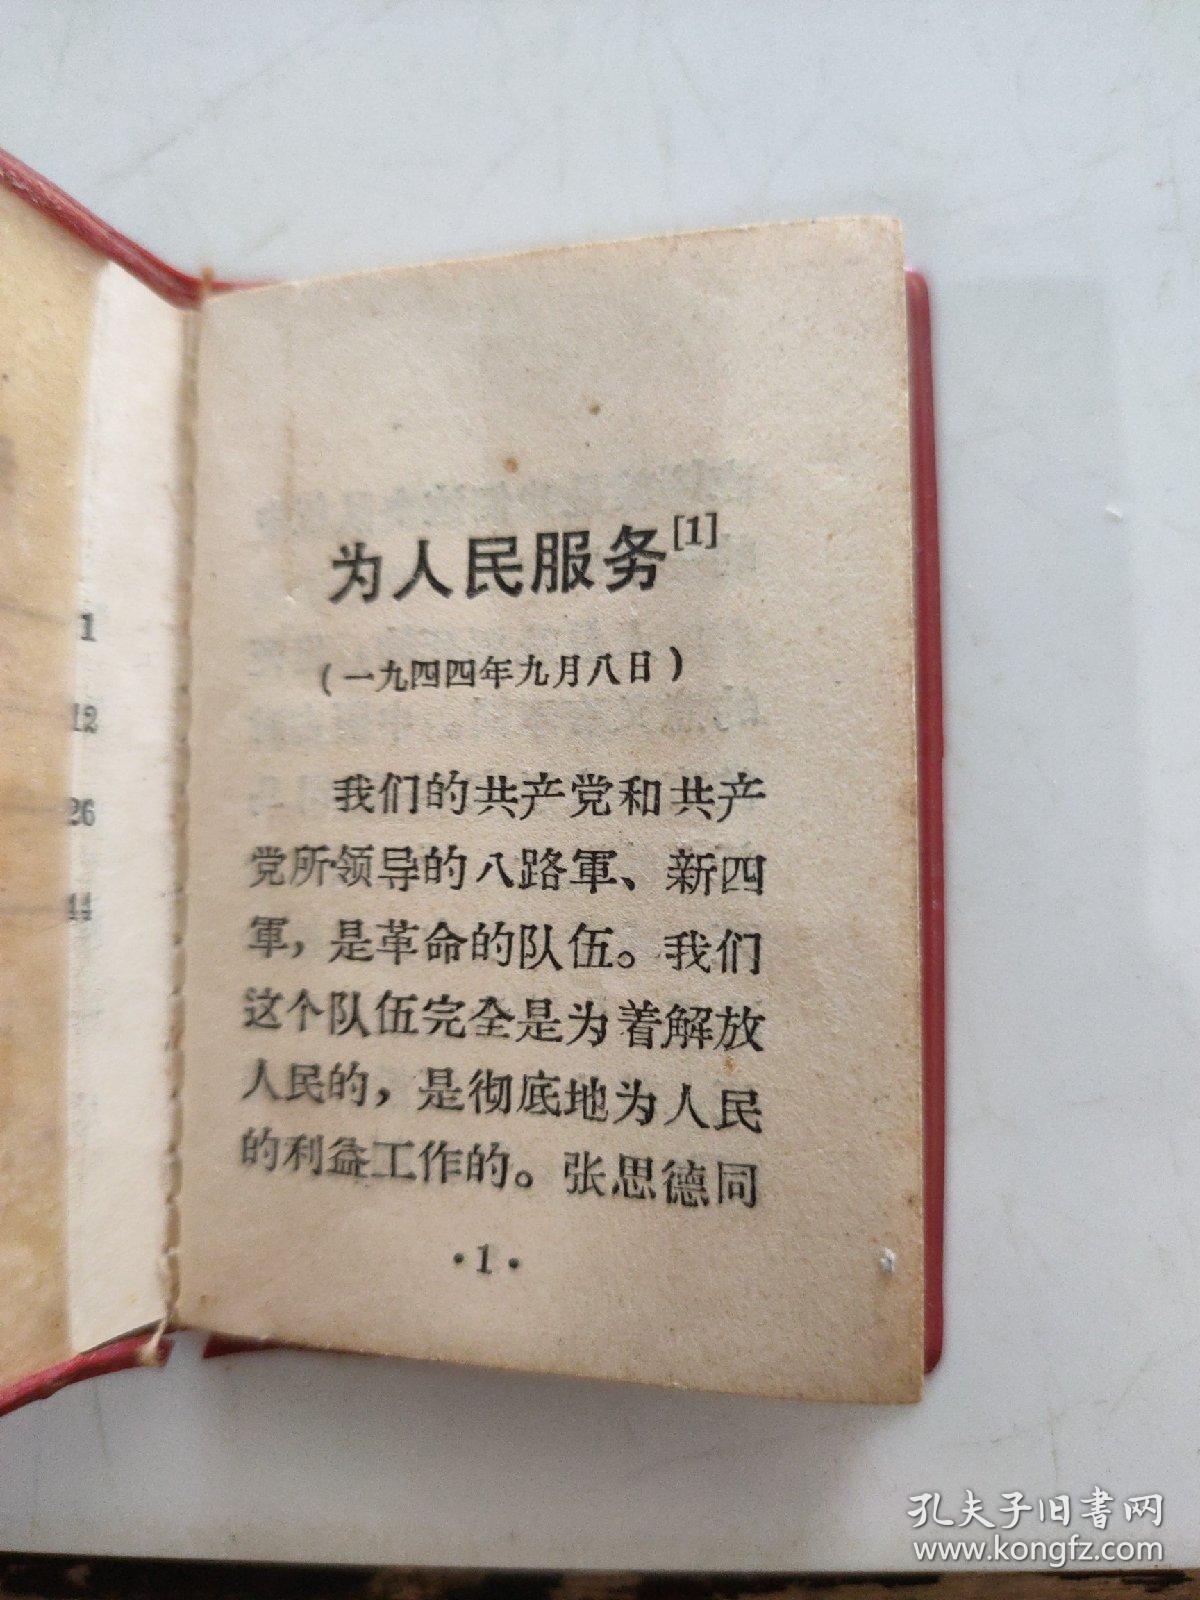 1
12
26
44
为人民服务[1]
(一九四四年九月八日)
我们的共产党和共产
党所领导的八路軍、新四
軍，是革命的队伍。我们
这个队伍完全是为着解放
人民的，是彻底地为人民
的利益工作的。张思德同
·1·
孔夫子旧书网
www.kongfz.com